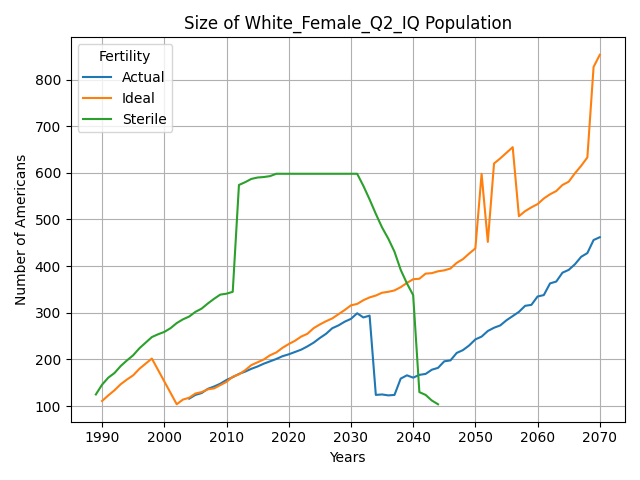 Size of White_Female_Q2_IQ Population
Fertility
Actual
Ideal
Sterile
Number of Americans
800
700
600
500
400
300
200
100
1990 2000 2010 2020 2030 2040 2050 2060 2070
Years